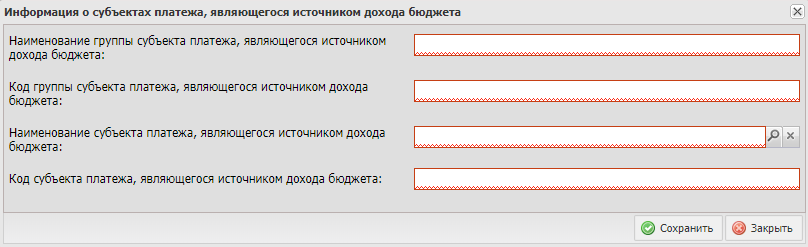 Информация о субъектах платежа, являющегося источником дохода бюджета
Наименование группы субъекта платежа, являющегося источником
дохода бюджета:
Код группы субъекта платежа, являющегося источником дохода
бюджета:
Наименование субъекта платежа, являющегося источником дохода
бюджета:
Код субъекта платежа, являющегося источником дохода бюджета:
Сохранить
Закрыть